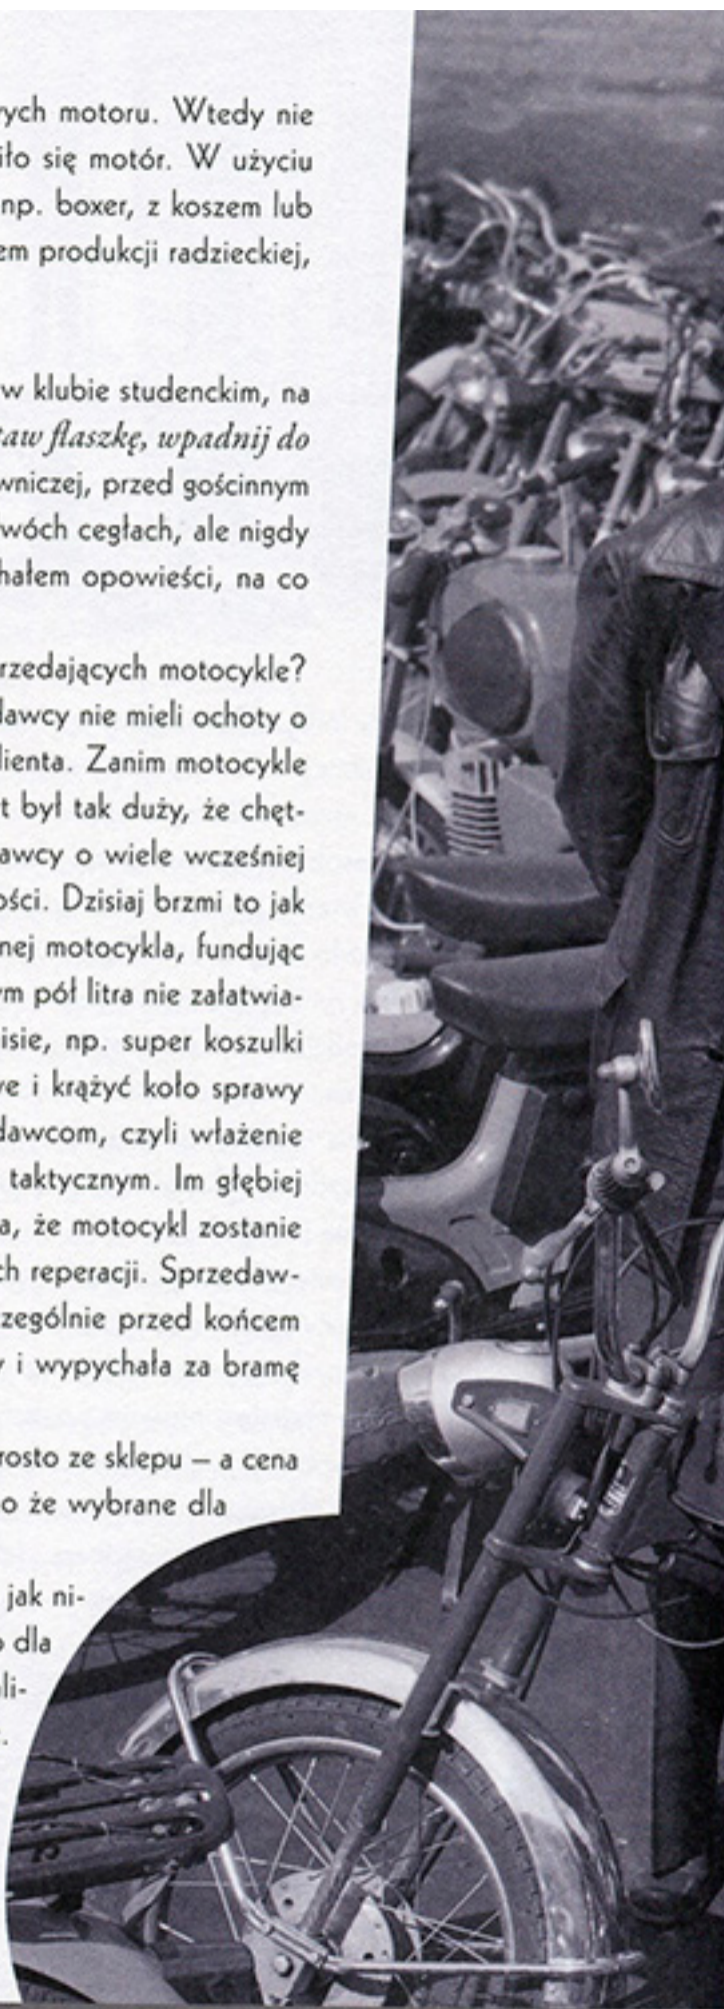 ych motoru. Wtedy nie
iło się motór. W użyciu
np. boxer, z koszem lub
em produkcji radzieckiej,
w klubie studenckim, na
taw flaszkę, wpadnij do
wniczej, przed gościnnym
wóch cegłach, ale nigdy
hałem opowieści, na co
rzedających motocykle?
dawcy nie mieli ochoty o
lienta. Zanim motocykle
t był tak duży, że chęt-
awcy o wiele wcześniej
ości. Dzisiaj brzmi to jak
nej motocykla, fundując
ym pół litra nie załatwia-
isie, np. super koszulki
we i krążyć koło sprawy
dawcom, czyli włażenie
taktycznym. Im głębiej
a, że motocykl zostanie
ch reperacji. Sprzedaw-
zególnie przed końcem
y i wypychała za bramę
rosto ze sklepu – a cena
o że wybrane dla
jak ni-
o dla
li-